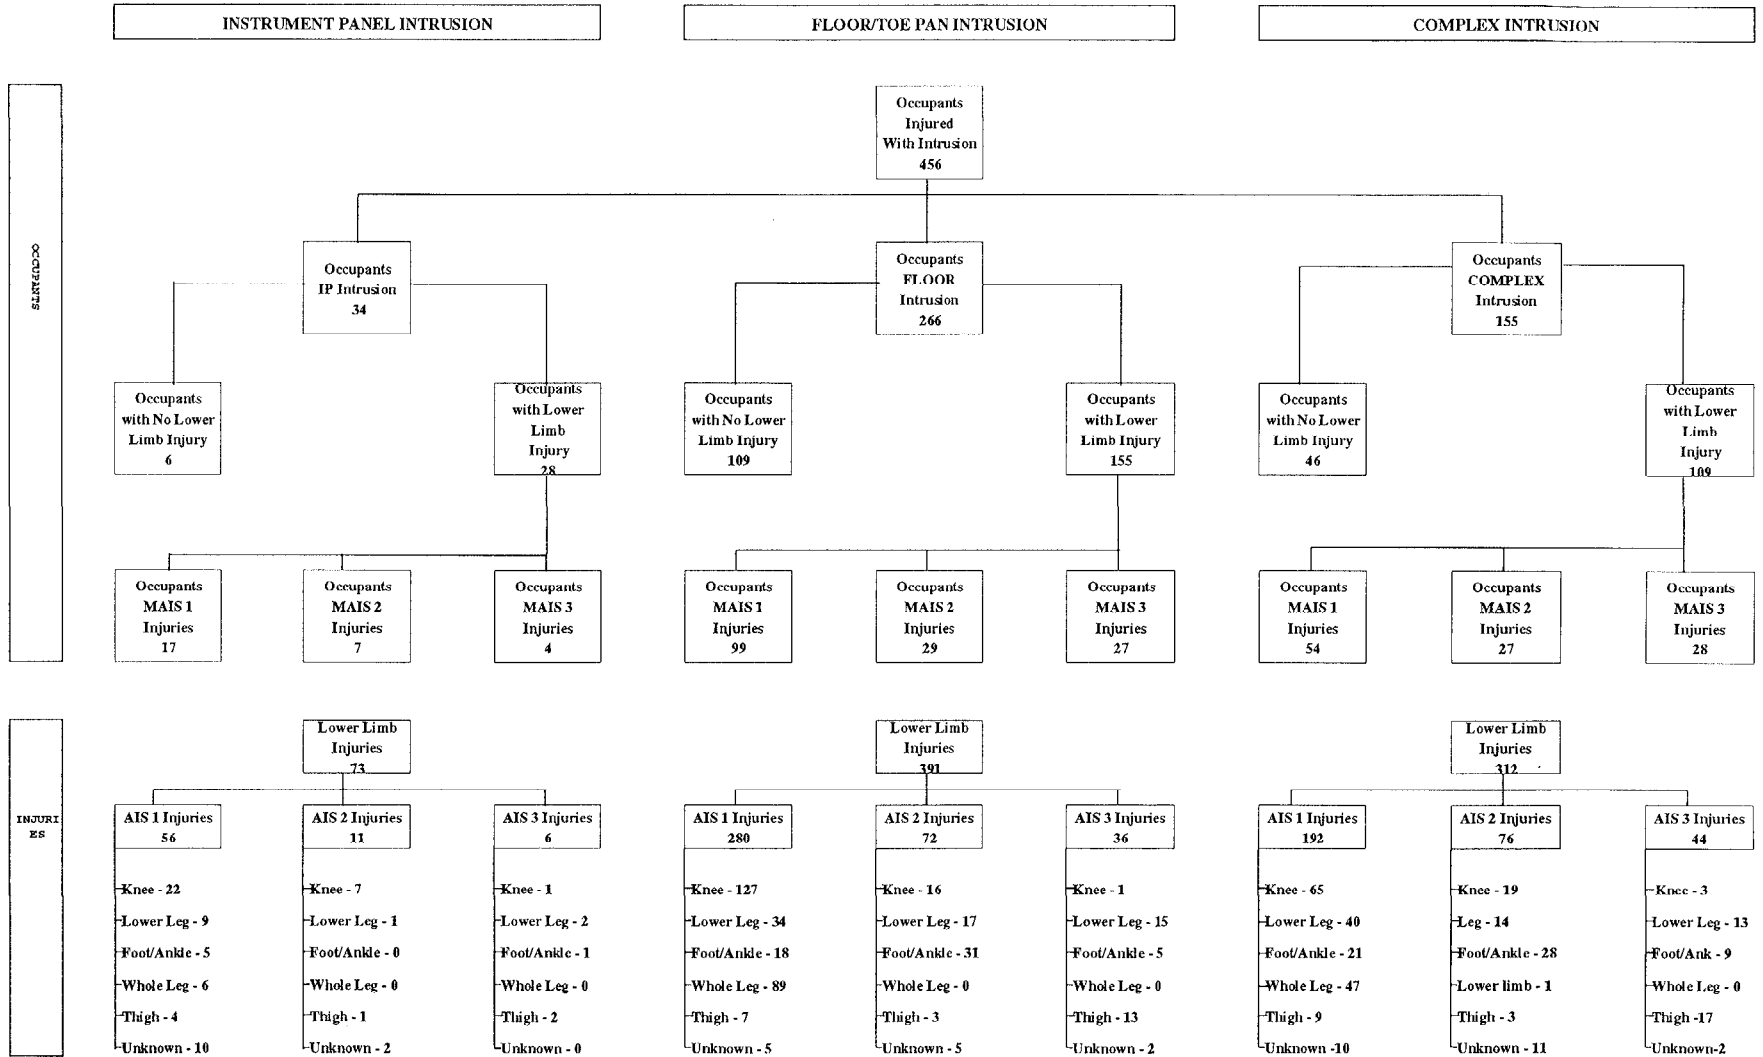 INSTRUMENT PANEL INTRUSION
FLOOR/TOE PAN INTRUSION
COMPLEX INTRUSION
OCCUPANTS
Occupants
Injured
With Intrusion
456
Occupants
IP Intrusion
34
Occupants
FLOOR
Intrusion
266
Occupants
COMPLEX
Intrusion
155
Occupants
with No Lower
Limb Injury
6
Occupants
with Lower
Limb
Injury
28
Occupants
with No Lower
Limb Injury
109
Occupants
with Lower
Limb Injury
155
Occupants
with No Lower
Limb Injury
46
Occupants
with Lower
Limb
Injury
109
Occupants
MAIS 1
Injuries
17
Occupants
MAIS 2
Injuries
7
Occupants
MAIS 3
Injuries
4
Occupants
MAIS 1
Injuries
99
Occupants
MAIS 2
Injuries
29
Occupants
MAIS 3
Injuries
27
Occupants
MAIS 1
Injuries
54
Occupants
MAIS 2
Injuries
27
Occupants
MAIS 3
Injuries
28
INJURI
ES
Lower Limb
Injuries
73
Lower Limb
Injuries
391
Lower Limb
Injuries
312
AIS 1 Injuries
56
AIS 2 Injuries
11
AIS 3 Injuries
6
AIS 1 Injuries
280
AIS 2 Injuries
72
AIS 3 Injuries
36
AIS 1 Injuries
192
AIS 2 Injuries
76
AIS 3 Injuries
44
Knee - 22
Lower Leg - 9
Foot/Ankle - 5
Whole Leg - 6
Thigh - 4
Unknown - 10
Knee - 7
Lower Leg - 1
Foot/Ankle - 0
Whole Leg - 0
Thigh - 1
Unknown - 2
Knee - 1
Lower Leg - 2
Foot/Ankle - 1
Whole Leg - 0
Thigh - 2
Unknown - 0
Knee - 127
Lower Leg - 34
Foot/Ankle - 18
Whole Leg - 89
Thigh - 7
Unknown - 5
Knee - 16
Lower Leg - 17
Foot/Ankle - 31
Whole Leg - 0
Thigh - 3
Unknown - 5
Knee - 1
Lower Leg - 15
Foot/Ankle - 5
Whole Leg - 0
Thigh - 13
Unknown - 2
Knee - 65
Lower Leg - 40
Foot/Ankle - 21
Whole Leg - 47
Thigh - 9
Unknown -10
Knee - 19
Leg - 14
Foot/Ankle - 28
Lower limb - 1
Thigh - 3
Unknown - 11
Knee - 3
Lower Leg - 13
Foot/Ank - 9
Whole Leg - 0
Thigh -17
Unknown-2